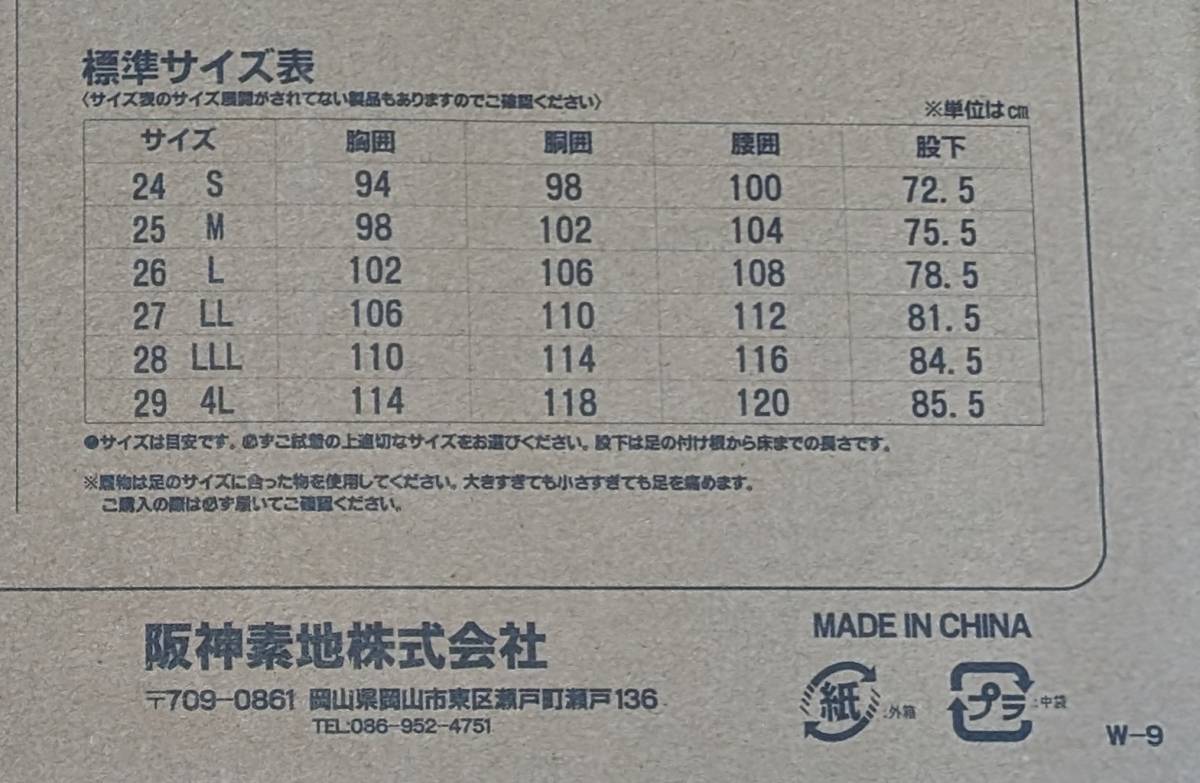 標準サイズ表
〈サイズ表のサイズ展開がされてない製品もありますのでご確認ください〉
※単位はcm
サイズ 胸囲 胴囲 腰囲 股下
24 S 94 98 100 72.5
25 M 98 102 104 75.5
26 L 102 106 108 78.5
27 LL 106 110 112 81.5
28 LLL 110 114 116 84.5
29 4L 114 118 120 85.5
●サイズは目安です。必ずご試着の上適切なサイズをお選びください。股下は足の付け根から床までの長さです。
※履物は足のサイズに合った物を使用してください。大きすぎても小さすぎても足を痛めます。
ご購入の際は必ず履いてご確認ください。
阪神素地株式会社
〒709-0861 岡山県岡山市東区瀬戸町瀬戸136
TEL:086-952-4751
MADE IN CHINA
紙 :外箱
プラ :中袋
W-9